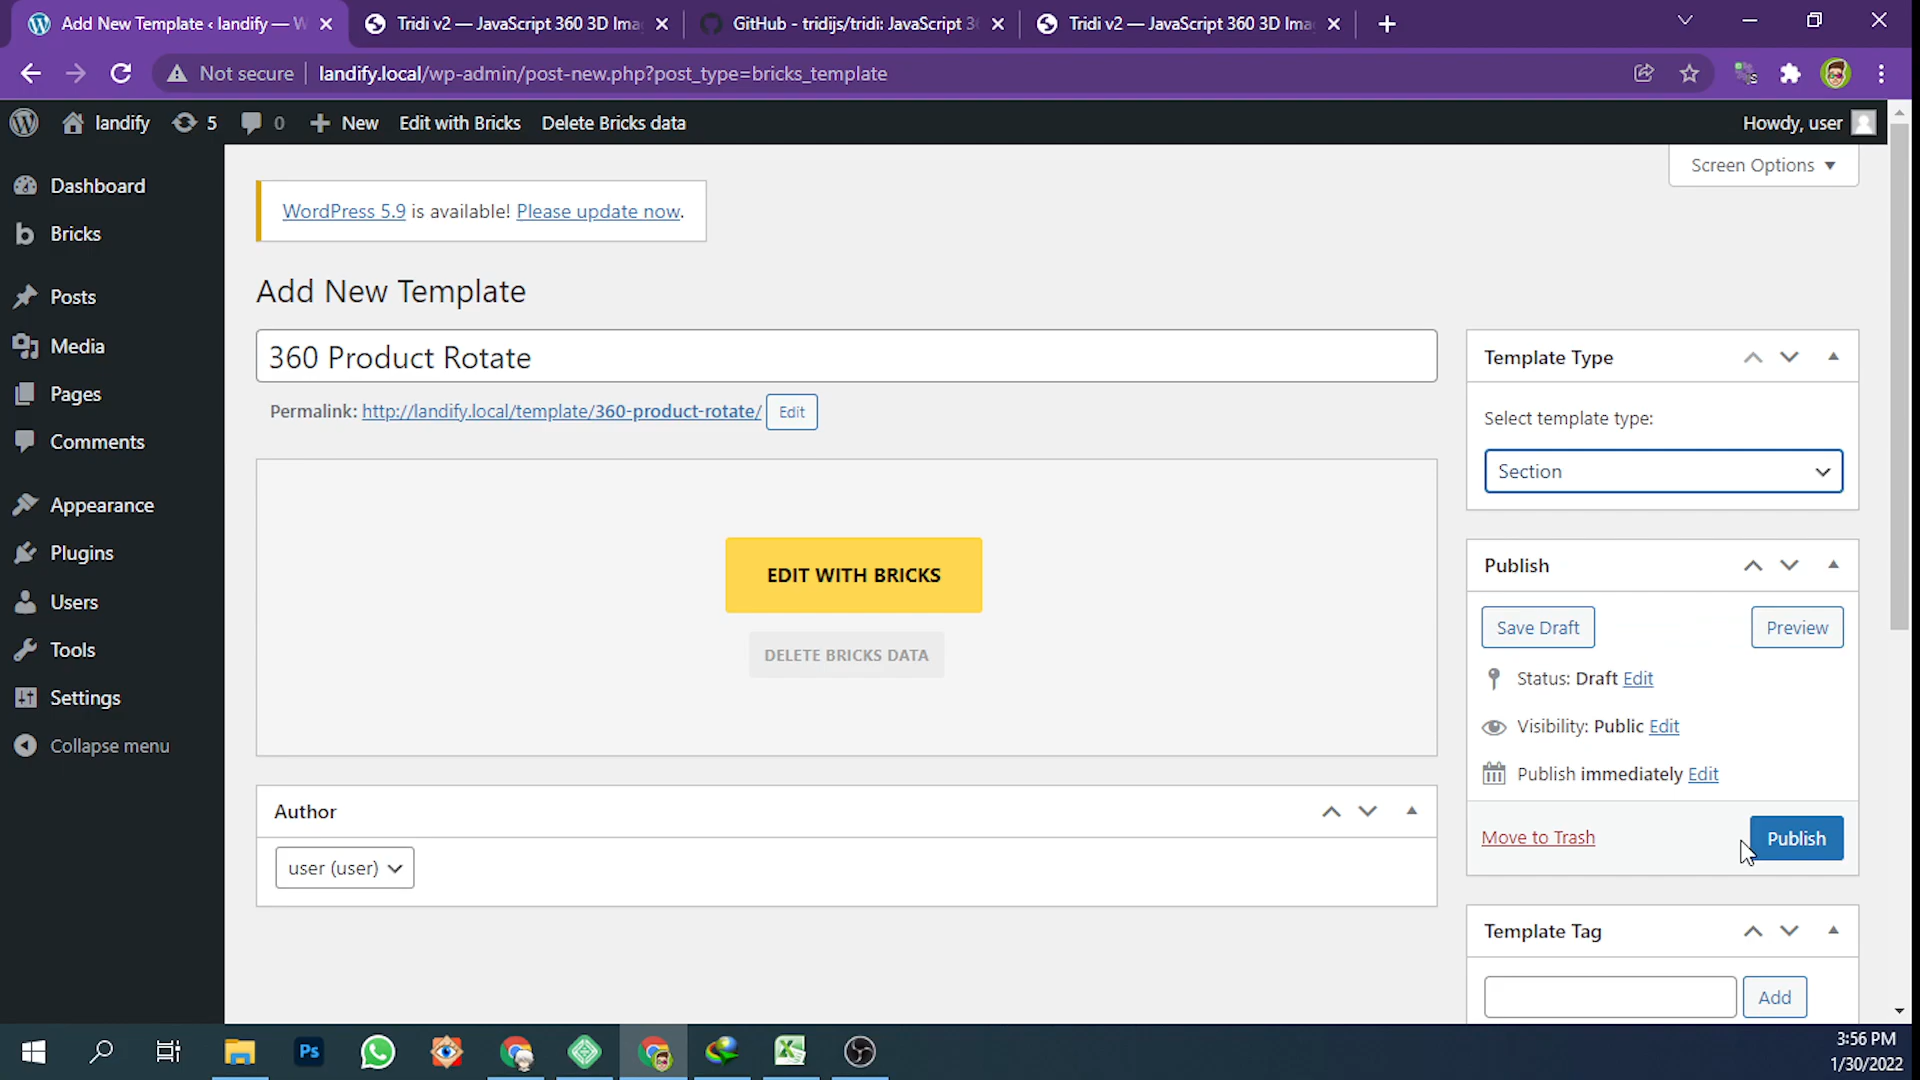 Add New Template ‹ landify — W
Tridi v2 — JavaScript 360 3D Ima
GitHub - tridijs/tridi: JavaScript 3
Tridi v2 — JavaScript 360 3D Ima
Not secure
landify.local/wp-admin/post-new.php?post_type=bricks_template
landify 5 0 New Edit with Bricks Delete Bricks data
Howdy, user
Dashboard
Bricks
Posts
Media
Pages
Comments
Appearance
Plugins
Users
Tools
Settings
Collapse menu
Screen Options
WordPress 5.9 is available! Please update now.
Add New Template
360 Product Rotate
Permalink: http://landify.local/template/360-product-rotate/ Edit
EDIT WITH BRICKS
DELETE BRICKS DATA
Author
user (user)
Template Type
Select template type:
Section
Publish
Save Draft Preview
Status: Draft Edit
Visibility: Public Edit
Publish immediately Edit
Move to Trash Publish
Template Tag
Add
Ps
3:56 PM
1/30/2022